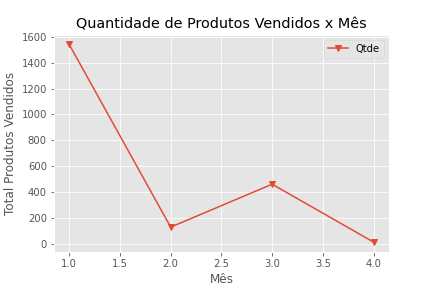 Quantidade de Produtos Vendidos x Mês
Qtde
Total Produtos Vendidos
1600
1400
1200
1000
800
600
400
200
0
1.0 1.5 2.0 2.5 3.0 3.5 4.0
Mês